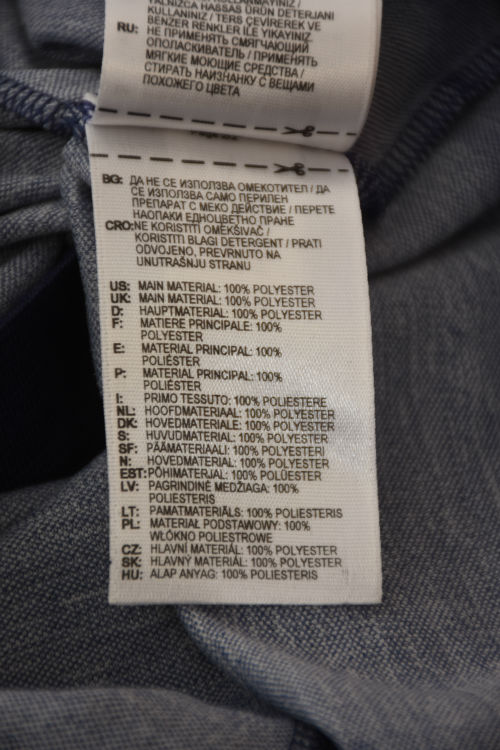 YALNIZCA HASSAS ÜRÜN DETERJANI
KULLANINIZ / TERS ÇEVİREREK VE
BENZER RENKLER İLE YIKAYINIZ
RU: НЕ ПРИМЕНЯТЬ СМЯГЧАЮЩИЙ
ОПОЛАСКИВАТЕЛЬ / ПРИМЕНЯТЬ
МЯГКИЕ МОЮЩИЕ СРЕДСТВА /
СТИРАТЬ НАИЗНАНКУ С ВЕЩАМИ
ПОХОЖЕГО ЦВЕТА
BG: ДА НЕ СЕ ИЗПОЛЗВА ОМЕКОТИТЕЛ / ДА
СЕ ИЗПОЛЗВА САМО ПЕРИЛЕН
ПРЕПАРАТ С МЕКО ДЕЙСТВИЕ / ПЕРЕТЕ
НАОПАКИ ЕДНОЦВЕТНО ПРАНЕ
CRO:NE KORISTITI OMEKŠIVAČ /
KORISTITI BLAGI DETERGENT / PRATI
ODVOJENO, PREVRNUTO NA
UNUTRAŠNJU STRANU
US: MAIN MATERIAL: 100% POLYESTER
UK: MAIN MATERIAL: 100% POLYESTER
D: HAUPTMATERIAL: 100% POLYESTER
F: MATIERE PRINCIPALE: 100%
POLYESTER
E: MATERIAL PRINCIPAL: 100%
POLIÉSTER
P: MATERIAL PRINCIPAL: 100%
POLIÉSTER
I: PRIMO TESSUTO: 100% POLIESTERE
NL: HOOFDMATERIAAL: 100% POLYESTER
DK: HOVEDMATERIALE: 100% POLYESTER
S: HUVUDMATERIAL: 100% POLYESTER
SF: PÄÄMATERIAALI: 100% POLYESTERI
N: HOVEDMATERIAL: 100% POLYESTER
EST: PÕHIMATERJAL: 100% POLÜESTER
LV: PAGRINDINĖ MEDŽIAGA: 100%
POLIESTERIS
LT: PAMATMATERIĀLS: 100% POLIESTERIS
PL: MATERIAŁ PODSTAWOWY: 100%
WŁÓKNO POLIESTROWE
CZ: HLAVNÍ MATERIÁL: 100% POLYESTER
SK: HLAVNÝ MATERIÁL: 100% POLYESTER
HU: ALAP ANYAG: 100% POLIESTERIS